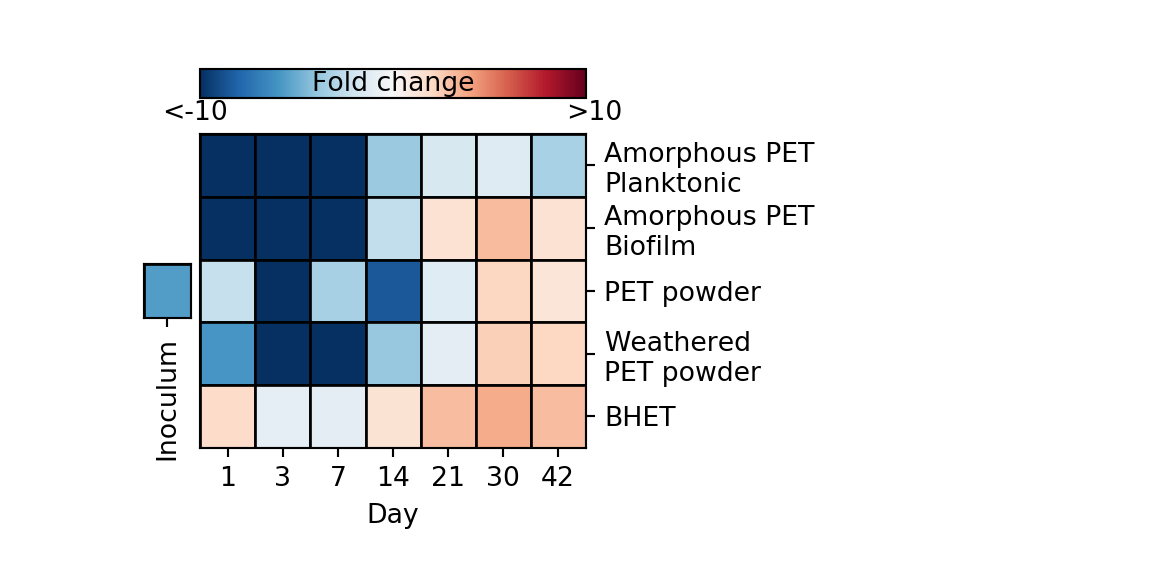 Fold change
<-10
>10
Amorphous PET
Planktonic
Amorphous PET
Biofilm
PET powder
Weathered
PET powder
BHET
Inoculum
1 3 7 14 21 30 42
Day